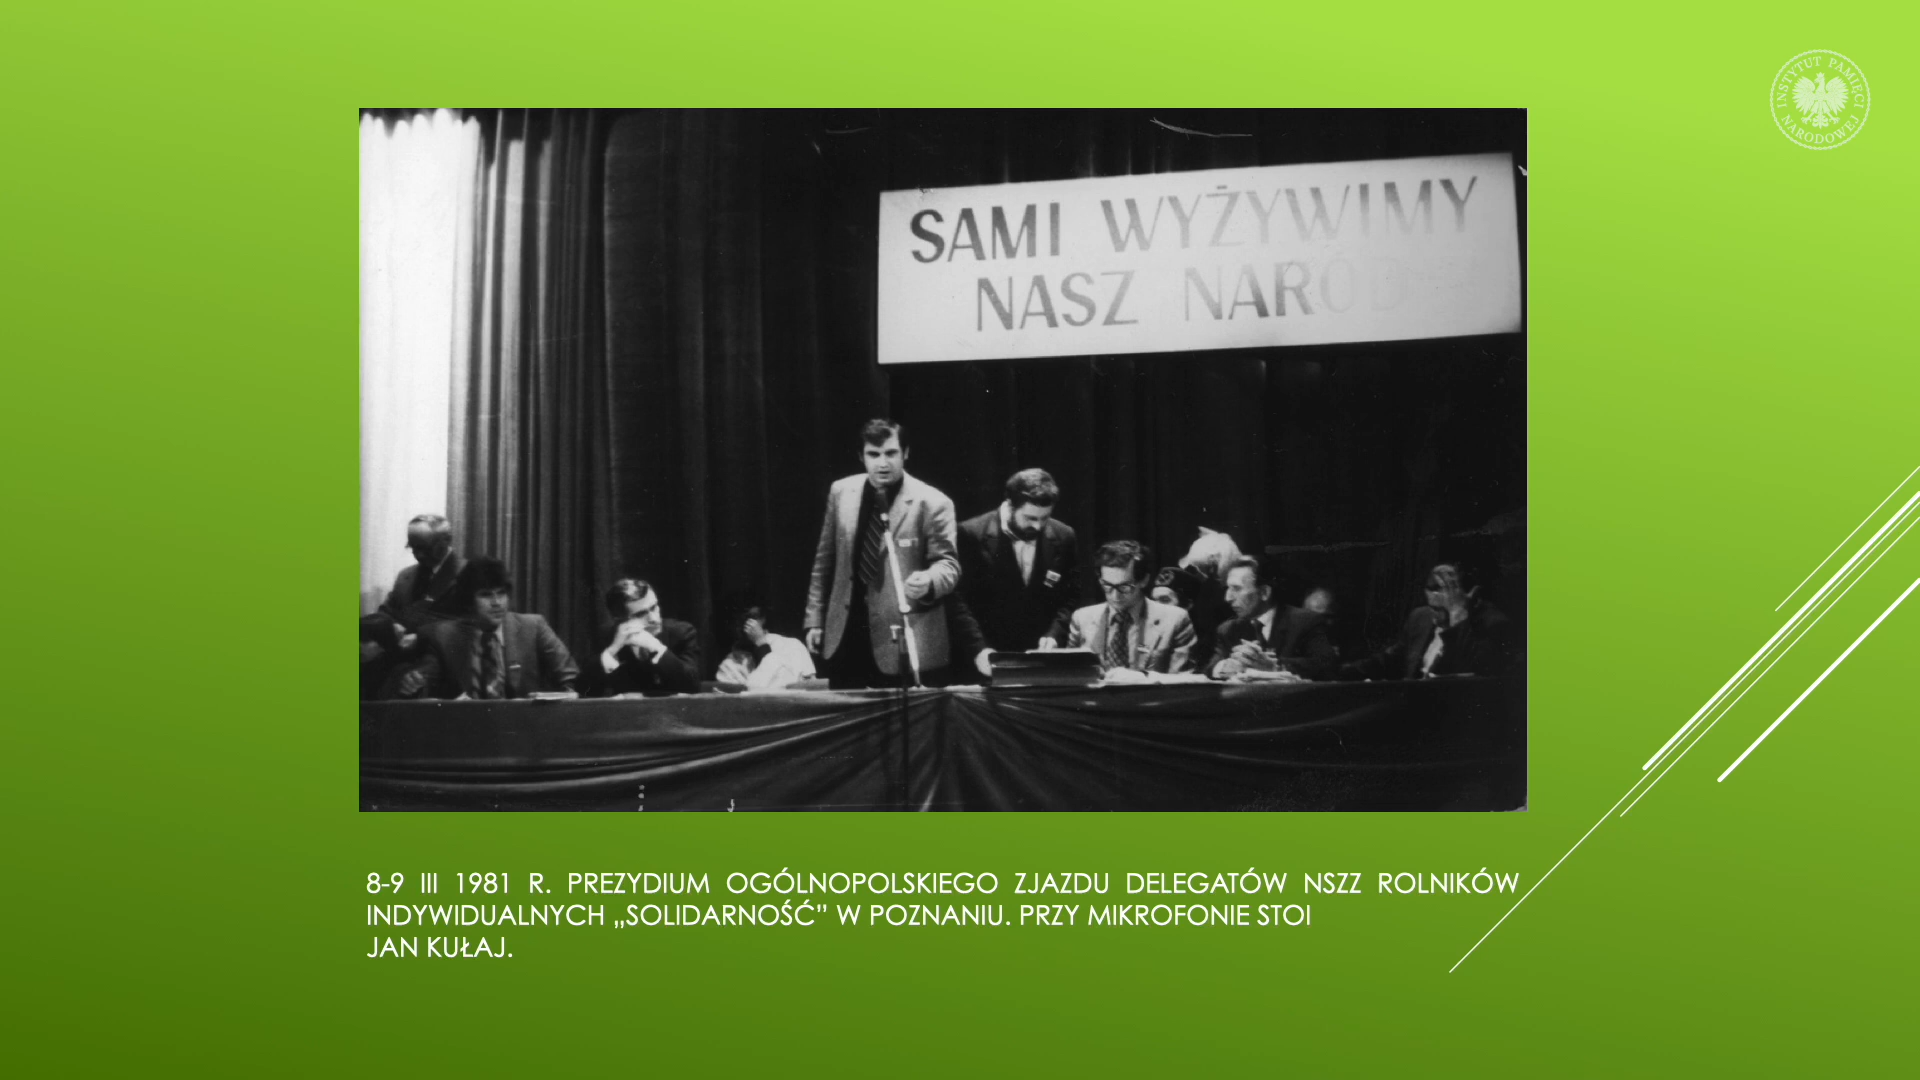 INSTYTUT PAMIĘCI
NARODOWEJ
SAMI WYŻYWIMY
NASZ NARÓD
8-9 III 1981 R. PREZYDIUM OGÓLNOPOLSKIEGO ZJAZDU DELEGATÓW NSZZ ROLNIKÓW
INDYWIDUALNYCH „SOLIDARNOŚĆ” W POZNANIU. PRZY MIKROFONIE STOI
JAN KUŁAJ.